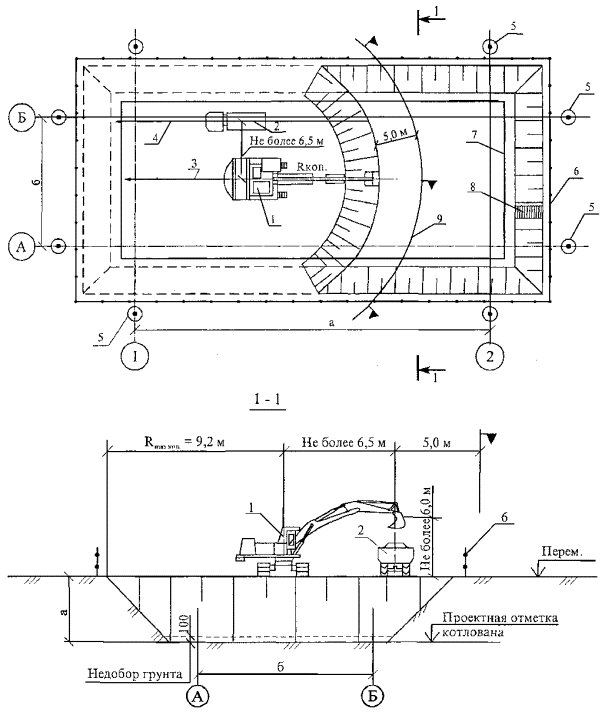 1
5
5
Б
2
4
Не более 6,5 м
5,0 м
7
3
Rкоп.
6
8
б
1
9
А
5
а
5
1
2
1
1 - 1
Rmax коп. = 9,2 м
Не более 6,5 м
5,0 м
1
6
2
Не более 6,0 м
Перем.
а
100
Проектная отметка
котлована
Недобор грунта
б
А
Б